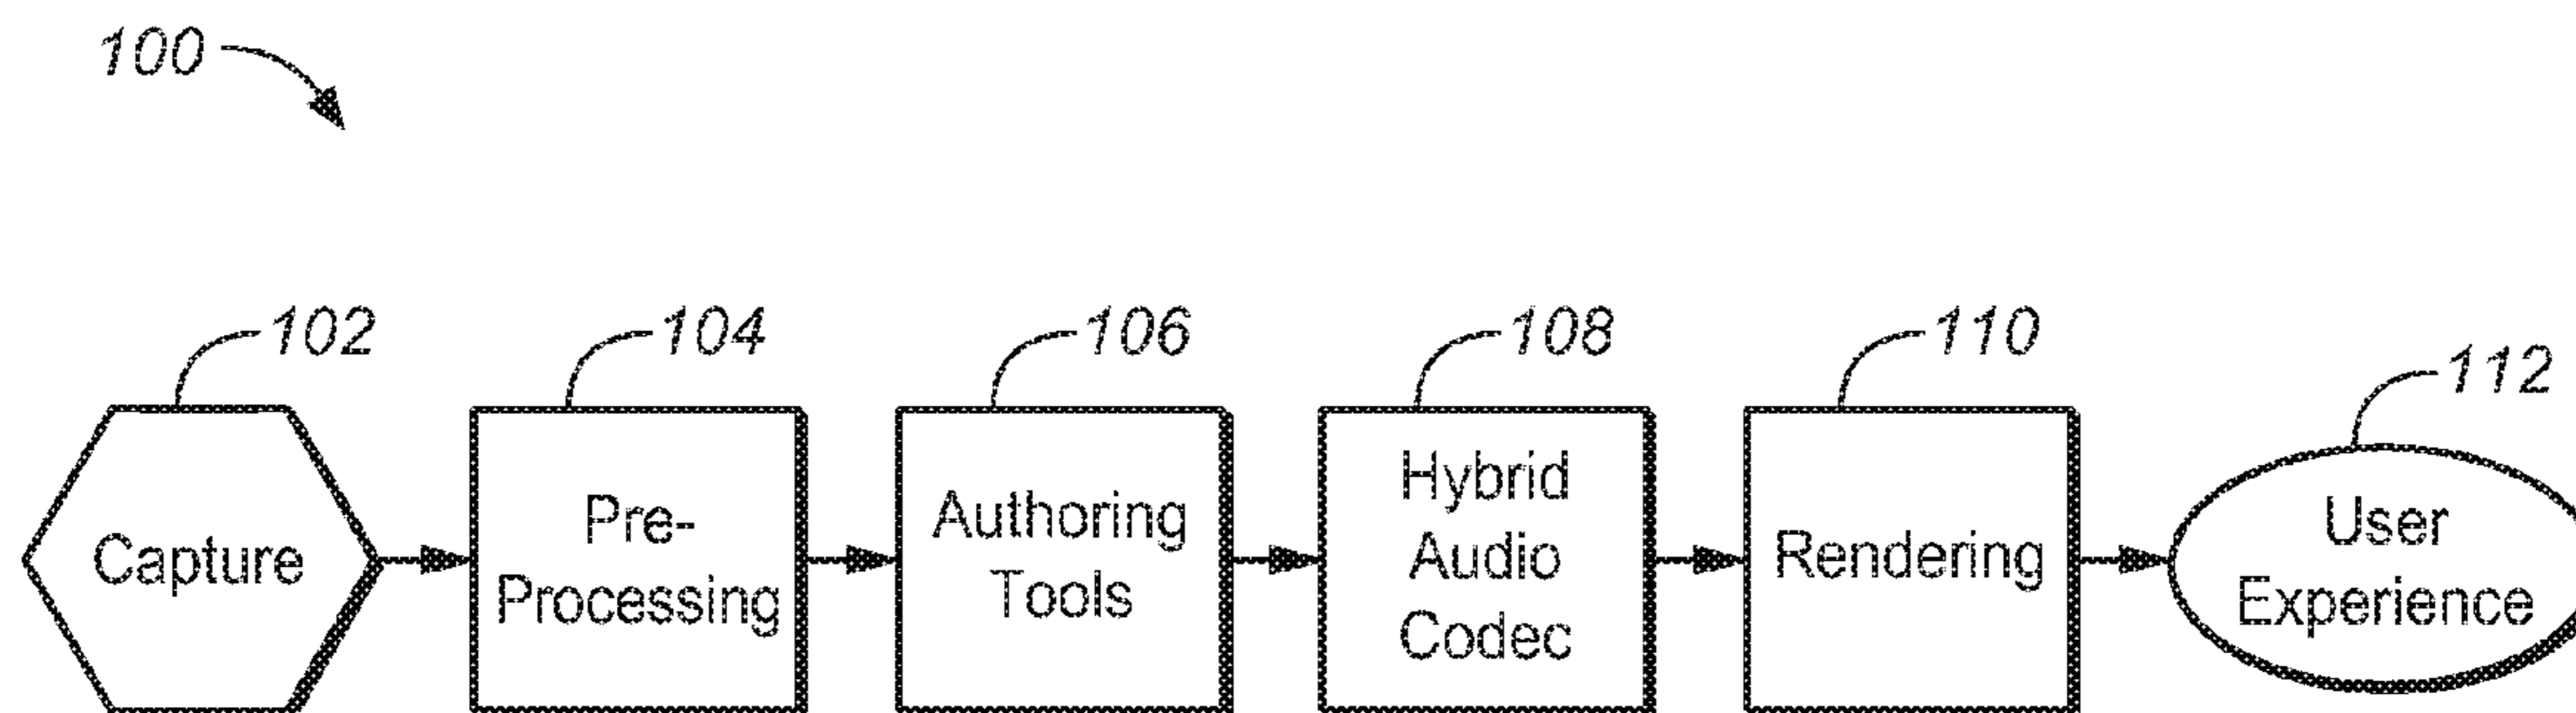 100
102
104
106
108
110
112
Capture
Pre-
Processing
Authoring
Tools
Hybrid
Audio
Codec
Rendering
User
Experience